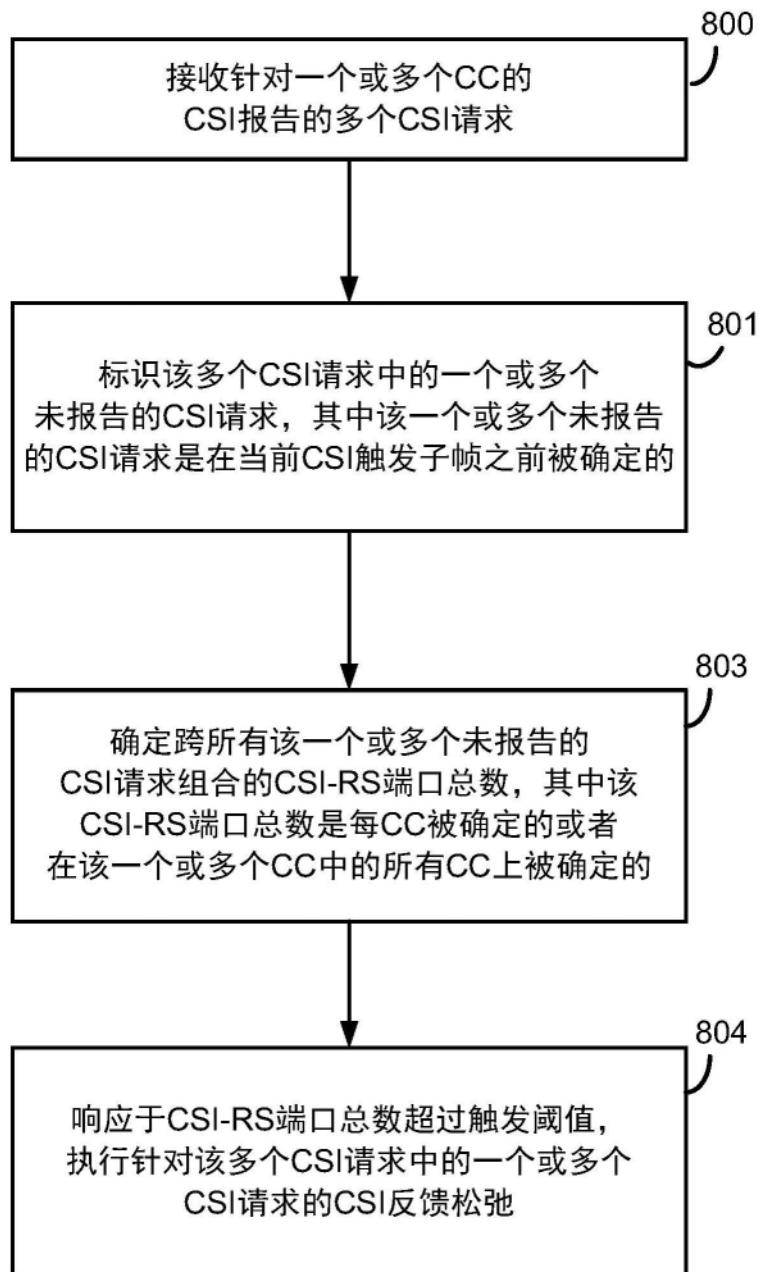 800
接收针对一个或多个CC的
CSI报告的多个CSI请求
801
标识该多个CSI请求中的一个或多个
未报告的CSI请求，其中该一个或多个未报告
的CSI请求是在当前CSI触发子帧之前被确定的
803
确定跨所有该一个或多个未报告的
CSI请求组合的CSI-RS端口总数，其中该
CSI-RS端口总数是每CC被确定的或者
在该一个或多个CC中的所有CC上被确定的
804
响应于CSI-RS端口总数超过触发阈值，
执行针对该多个CSI请求中的一个或多个
CSI请求的CSI反馈松弛